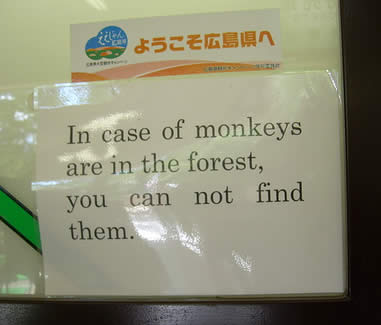 ようこそ広島県へ
In case of monkeys
are in the forest,
you can not find
them.